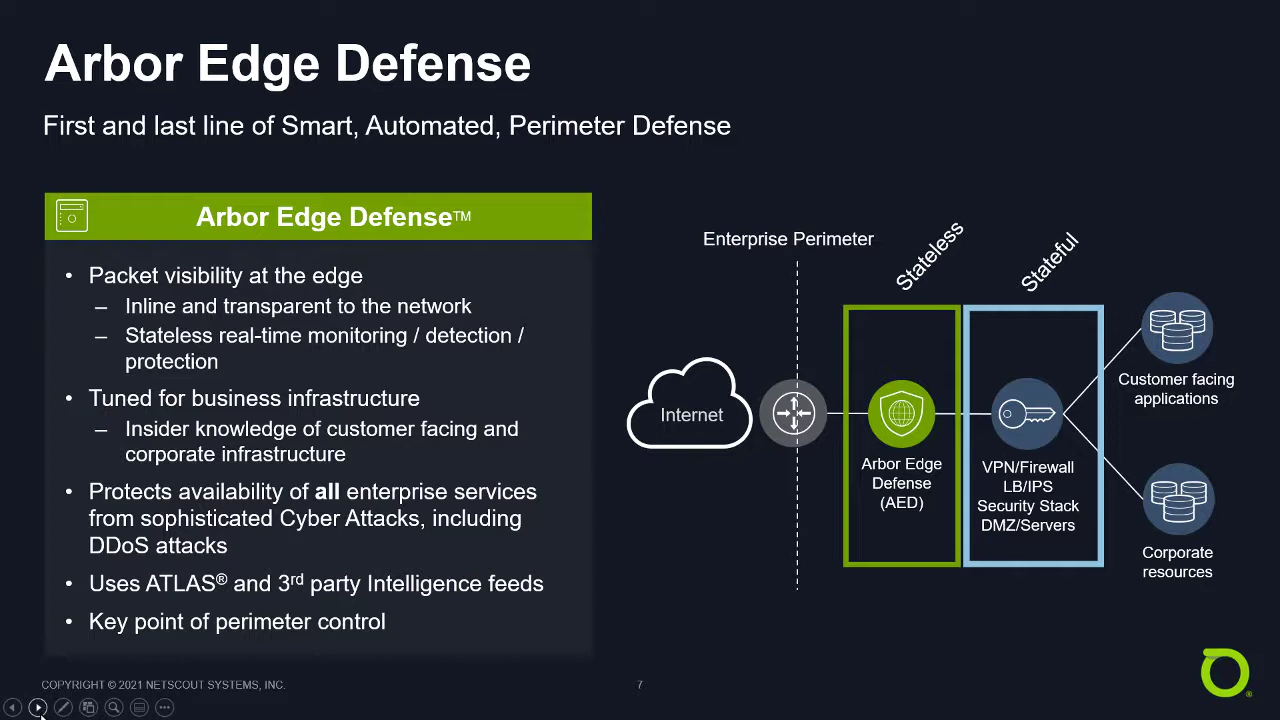 Arbor Edge Defense
First and last line of Smart, Automated, Perimeter Defense
Arbor Edge Defense™
• Packet visibility at the edge
– Inline and transparent to the network
– Stateless real-time monitoring / detection /
protection
• Tuned for business infrastructure
– Insider knowledge of customer facing and
corporate infrastructure
• Protects availability of all enterprise services
from sophisticated Cyber Attacks, including
DDoS attacks
• Uses ATLAS® and 3rd party Intelligence feeds
• Key point of perimeter control
Enterprise Perimeter
Stateless
Stateful
Internet
Arbor Edge
Defense
(AED)
VPN/Firewall
LB/IPS
Security Stack
DMZ/Servers
Customer facing
applications
Corporate
resources
COPYRIGHT © 2021 NETSCOUT SYSTEMS, INC.
7
®